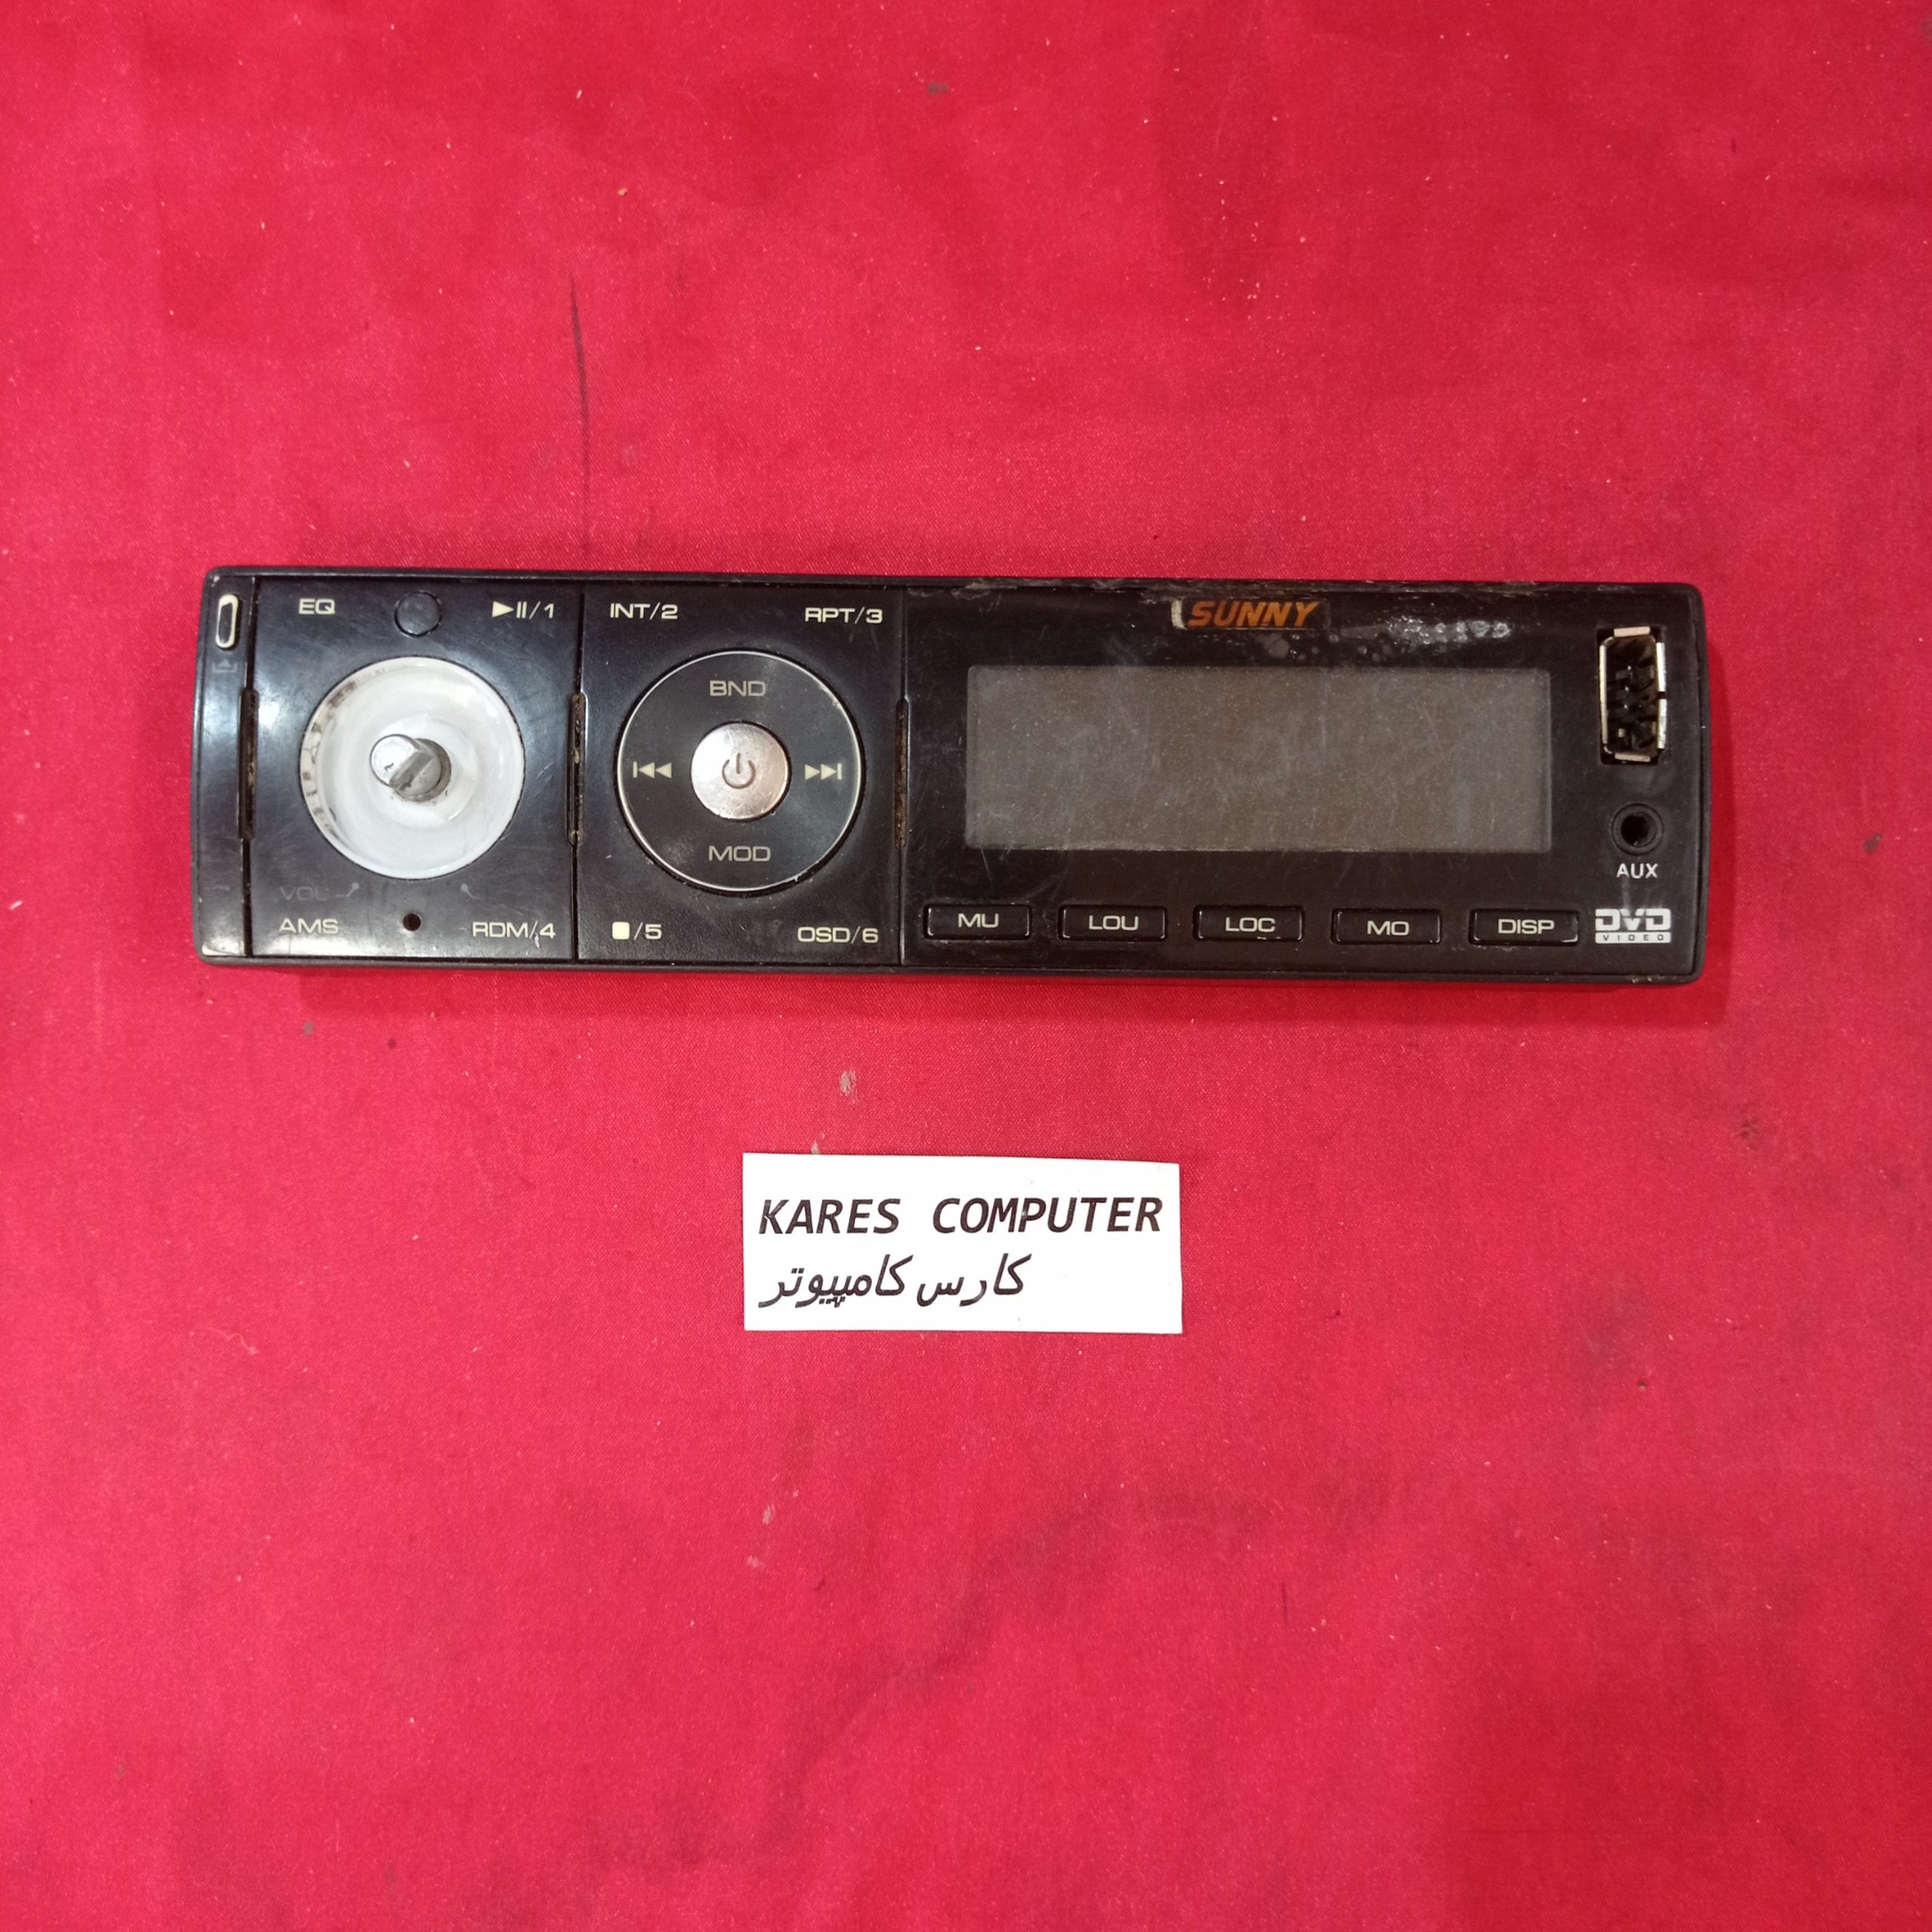 SUNNY
EQ
▶II/1
INT/2
RPT/3
BND
MOD
VOL
AMS
RDM/4
■/5
OSD/6
MU
LOU
LOC
MO
DISP
AUX
DVD
VIDEO
KARES COMPUTER
کارس کامپیوتر